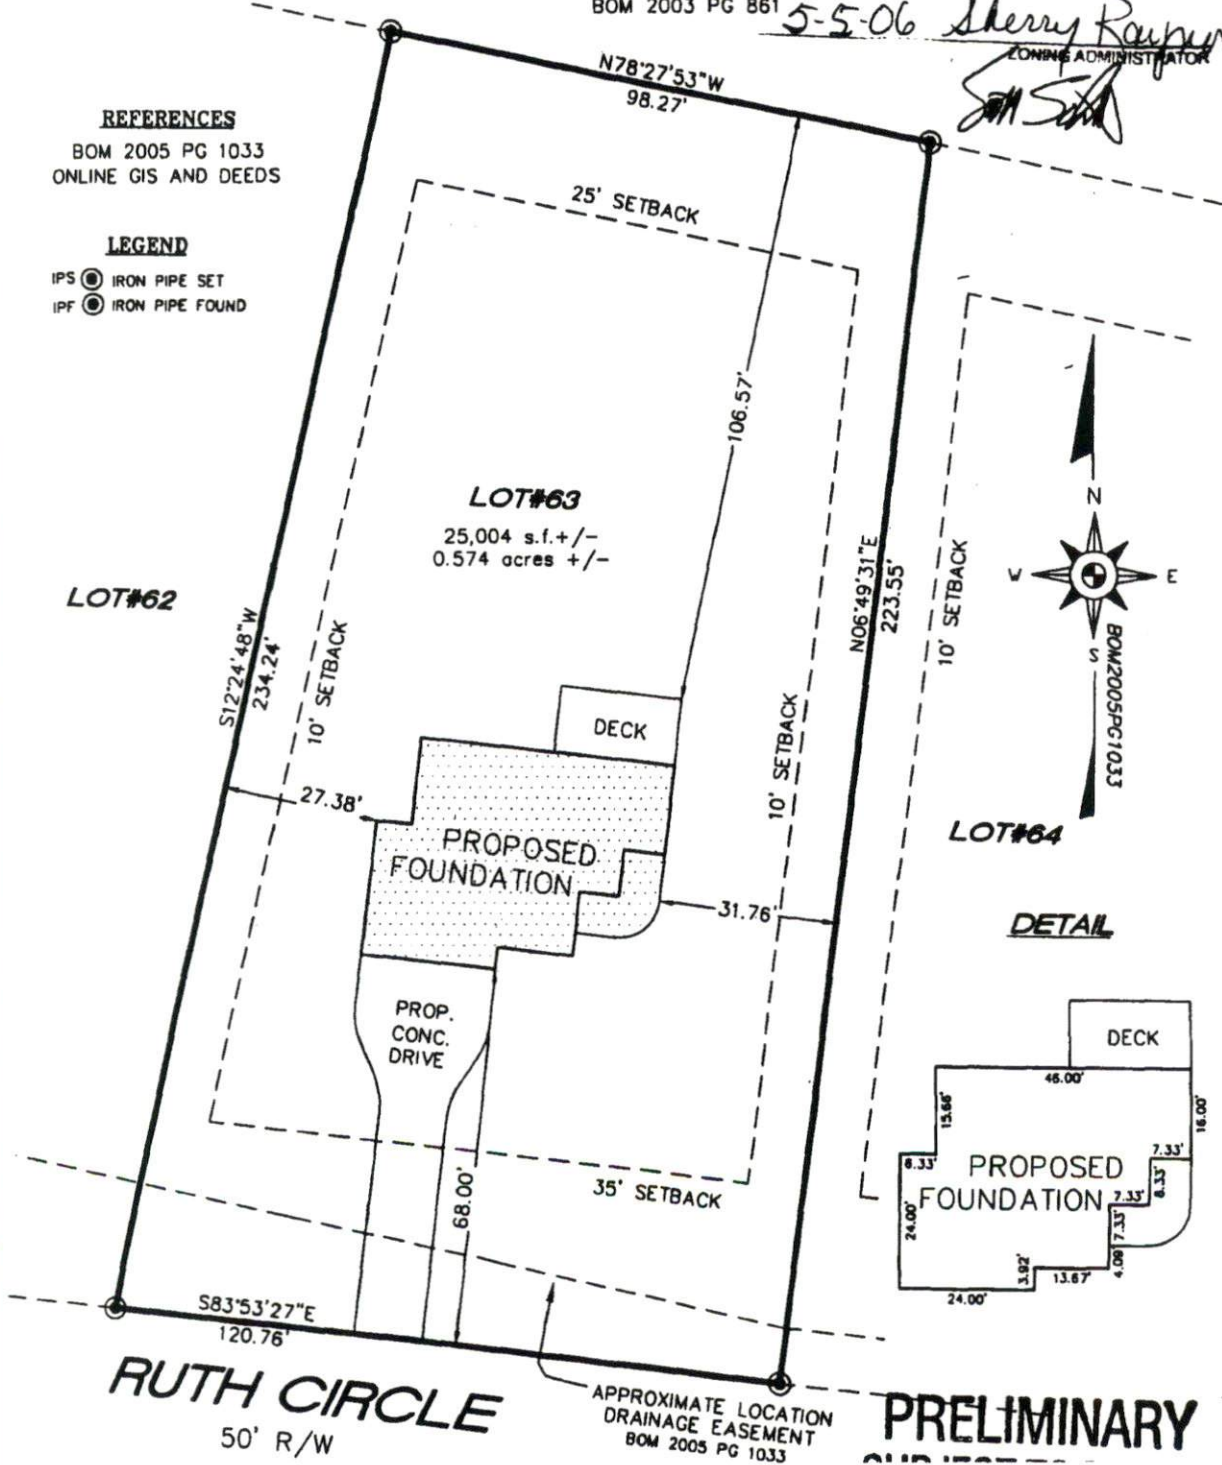 BOM 2003 PG 861
5-5-06 Sherry
ZONING ADMINISTRATOR
N78°27'53"W
98.27'
REFERENCES
BOM 2005 PG 1033
ONLINE GIS AND DEEDS
LEGEND
IPS IRON PIPE SET
IPF IRON PIPE FOUND
25' SETBACK
106.57'
LOT#63
25,004 s.f.+/-
0.574 acres +/-
LOT#62
S12°24'48"W
234.24'
10' SETBACK
N06°49'31"E
223.55'
10' SETBACK
10' SETBACK
N
W E
S
BOM2005PG1033
DECK
27.38'
PROPOSED
FOUNDATION
31.76'
LOT#64
DETAIL
PROP.
CONC.
DRIVE
68.00'
35' SETBACK
DECK
46.00'
15.66'
16.00'
6.33'
7.33'
PROPOSED
FOUNDATION
8.33'
7.33'
24.00'
7.33'
4.09'
3.92'
13.67'
24.00'
S83°53'27"E
120.76'
RUTH CIRCLE
50' R/W
APPROXIMATE LOCATION
DRAINAGE EASEMENT
BOM 2005 PG 1033
PRELIMINARY